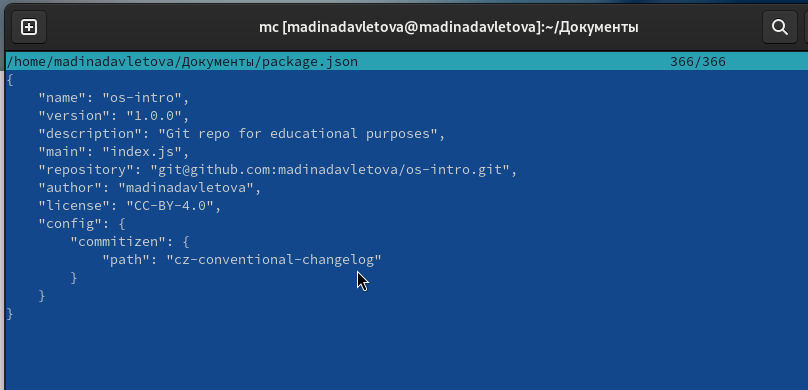 mc [madinadavletova@madinadavletova]:~/Документы
/home/madinadavletova/Документы/package.json 366/366
{
    "name": "os-intro",
    "version": "1.0.0",
    "description": "Git repo for educational purposes",
    "main": "index.js",
    "repository": "git@github.com:madinadavletova/os-intro.git",
    "author": "madinadavletova",
    "license": "CC-BY-4.0",
    "config": {
        "commitizen": {
            "path": "cz-conventional-changelog"
        }
    }
}